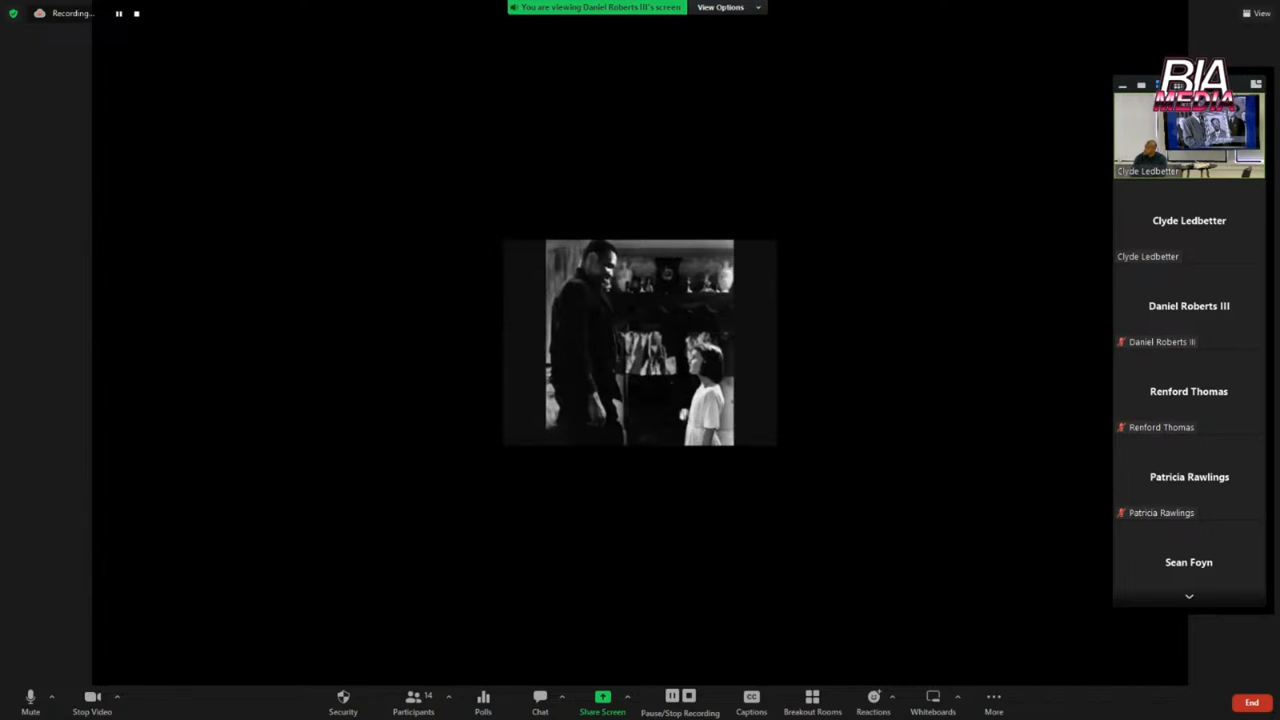 Recording...
You are viewing Daniel Roberts III's screen
View Options
View
BIA
MEDIA
Clyde Ledbetter
Clyde Ledbetter
Clyde Ledbetter
Daniel Roberts III
Daniel Roberts III
Renford Thomas
Renford Thomas
Patricia Rawlings
Patricia Rawlings
Sean Foyn
Mute
Stop Video
Security
Participants 14
Polls
Chat
Share Screen
Pause/Stop Recording
Captions
Breakout Rooms
Reactions
Whiteboards
More
End